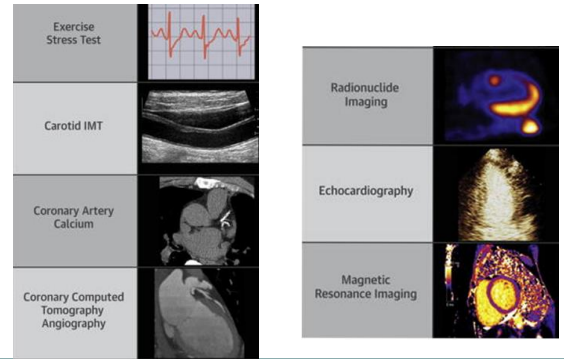 Exercise
Stress Test
Carotid IMT
Coronary Artery
Calcium
Coronary Computed
Tomography
Angiography
Radionuclide
Imaging
Echocardiography
Magnetic
Resonance Imaging